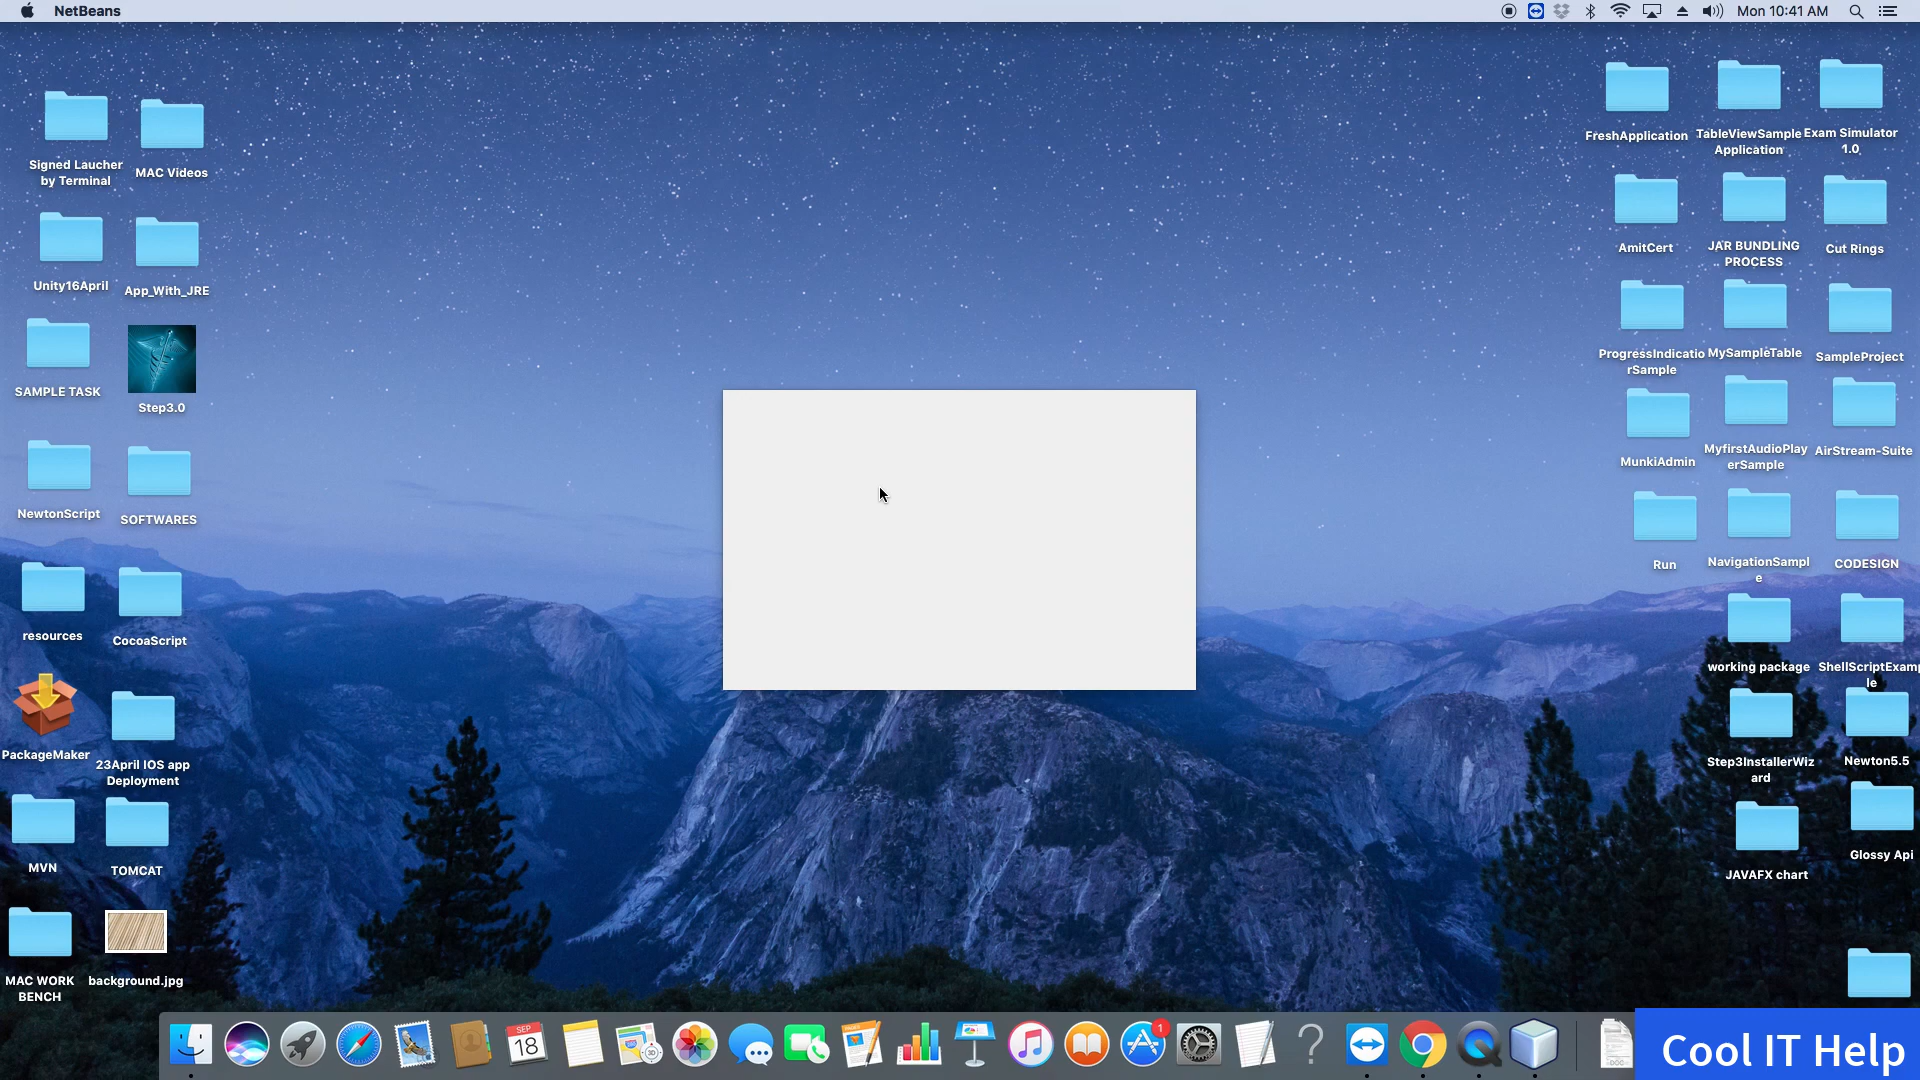 NetBeans
Mon 10:41 AM
Signed Laucher
by Terminal
MAC Videos
Unity16April
App_With_JRE
SAMPLE TASK
Step3.0
NewtonScript
SOFTWARES
resources
CocoaScript
PackageMaker
23April IOS app
Deployment
MVN
TOMCAT
MAC WORK
BENCH
background.jpg
FreshApplication
TableViewSample
Application
Exam Simulator
1.0
AmitCert
JAR BUNDLING
PROCESS
Cut Rings
ProgressIndicatio
rSample
MySampleTable
SampleProject
MunkiAdmin
MyfirstAudioPlay
erSample
AirStream-Suite
Run
NavigationSampl
e
CODESIGN
working package
ShellScriptExamp
le
Step3InstallerWiz
ard
Newton5.5
JAVAFX chart
Glossy Api
SEP
18
PAGES
1
Cool IT Help